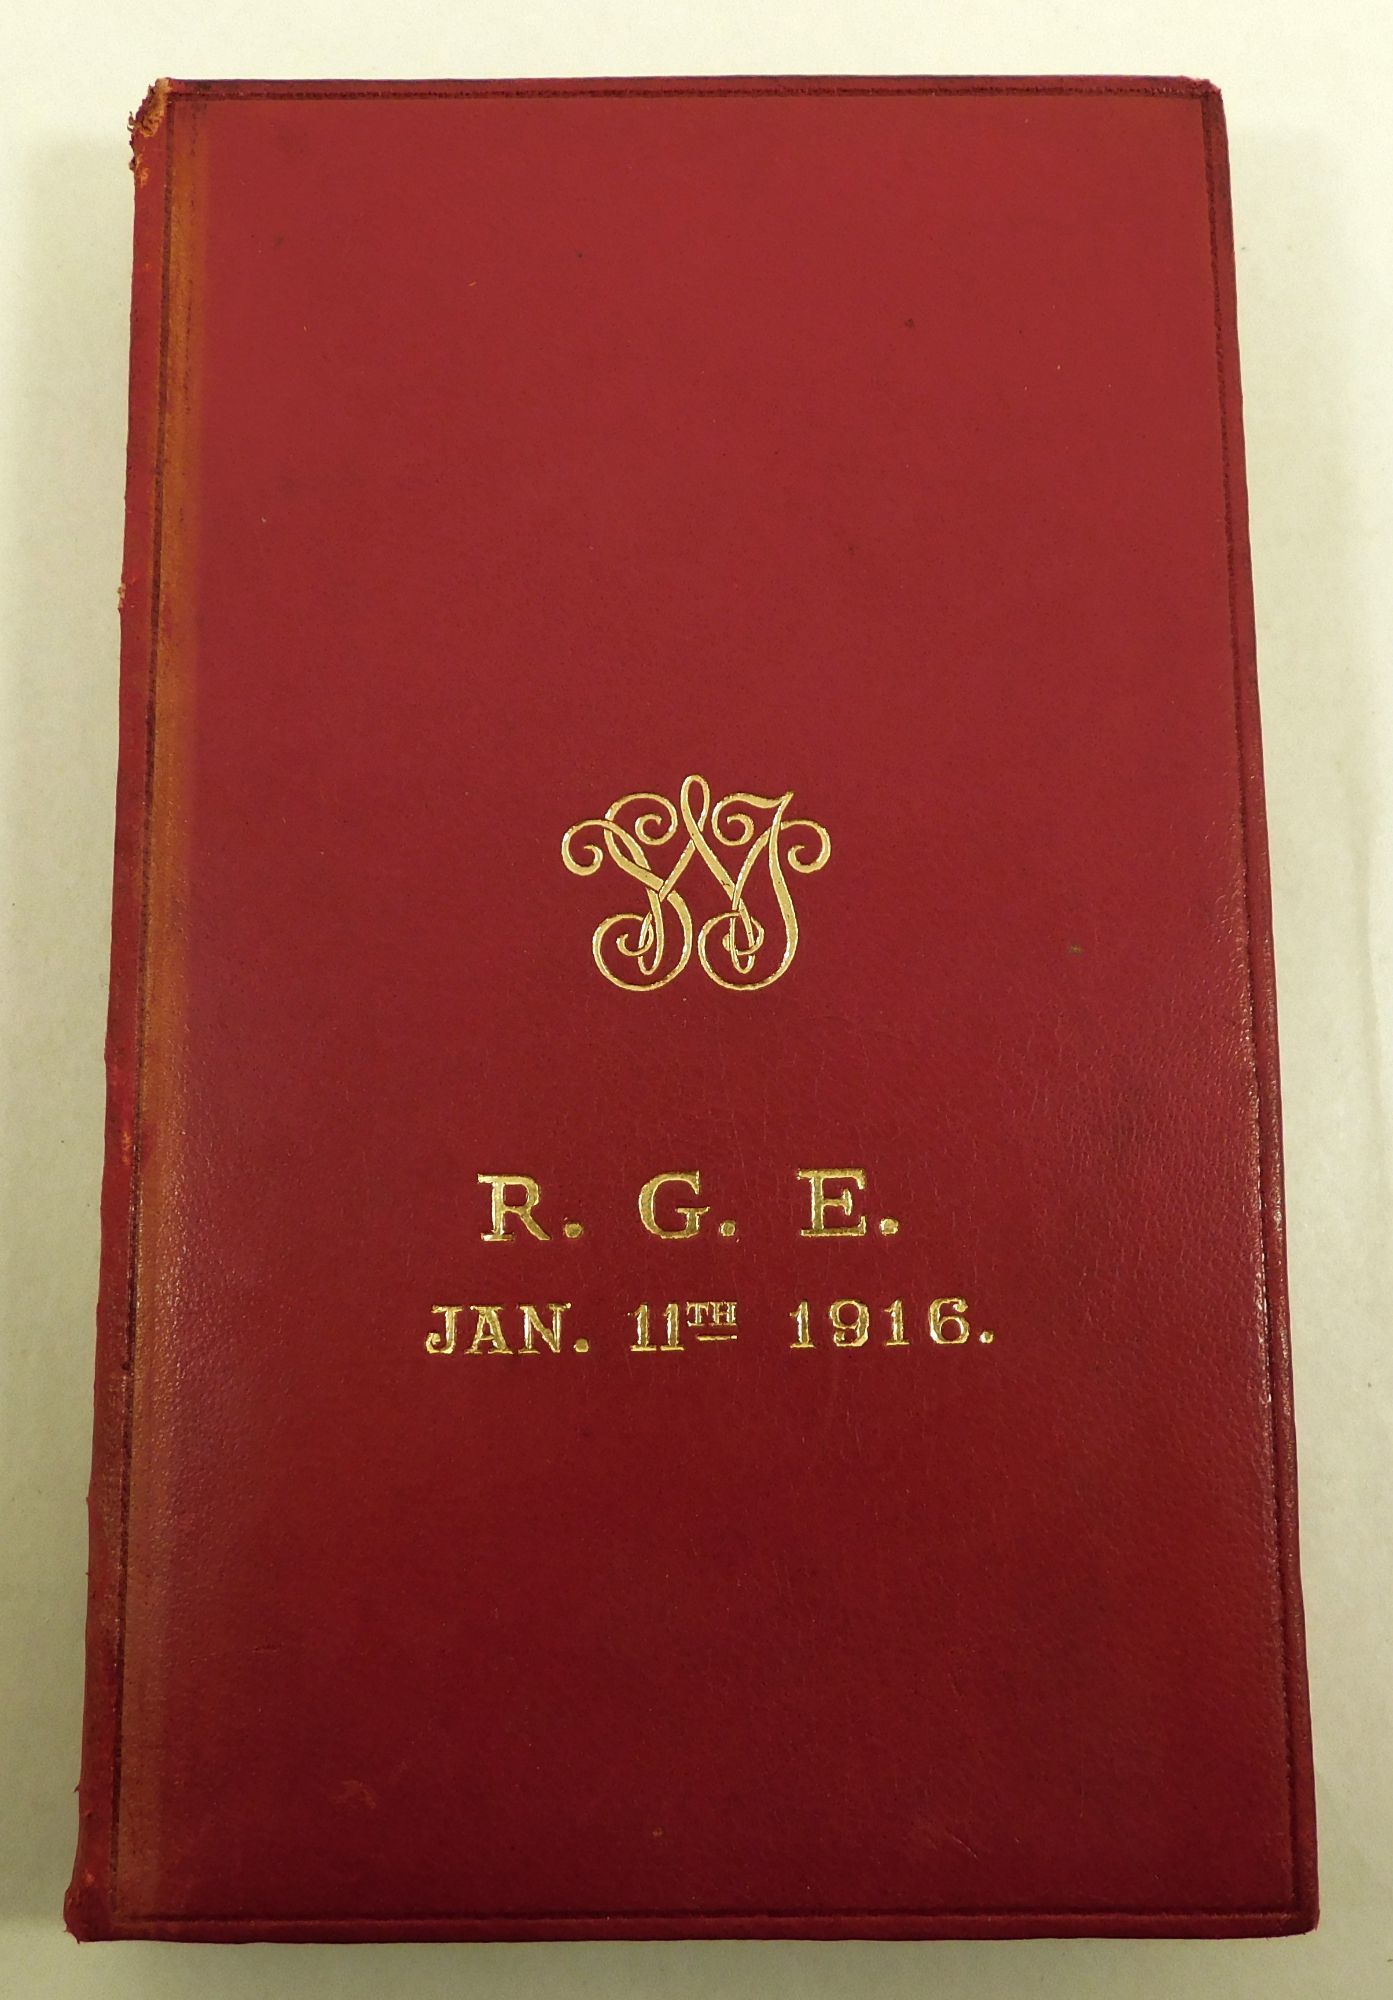 R. G. E.
JAN. 11TH 1916.